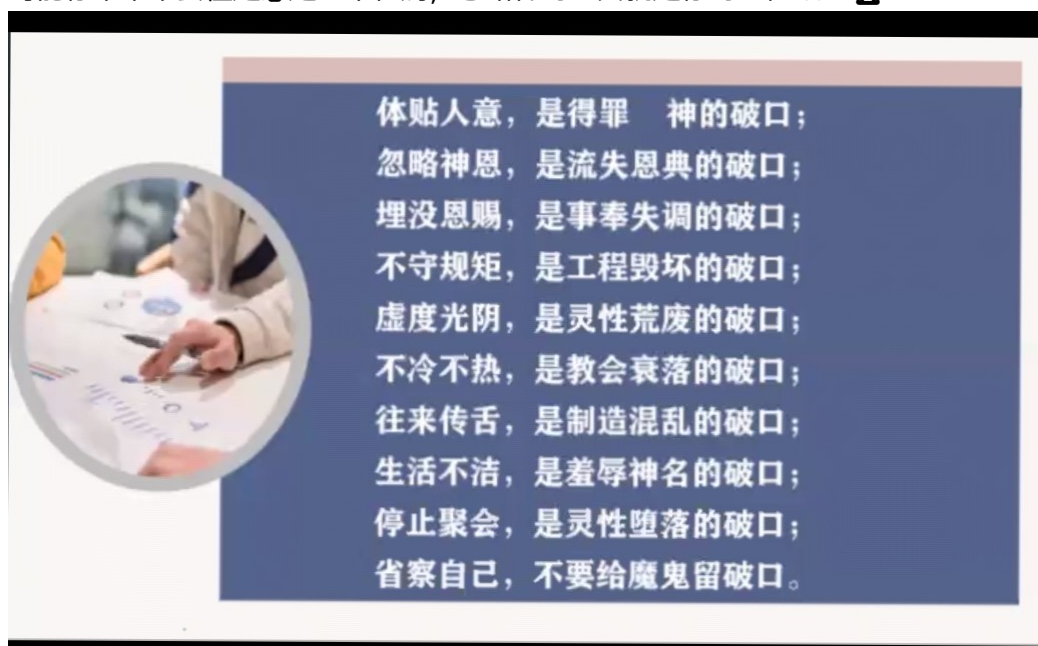 体贴人意，是得罪　神的破口；
忽略神恩，是流失恩典的破口；
埋没恩赐，是事奉失调的破口；
不守规矩，是工程毁坏的破口；
虚度光阴，是灵性荒废的破口；
不冷不热，是教会衰落的破口；
往来传舌，是制造混乱的破口；
生活不洁，是羞辱神名的破口；
停止聚会，是灵性堕落的破口；
省察自己，不要给魔鬼留破口。